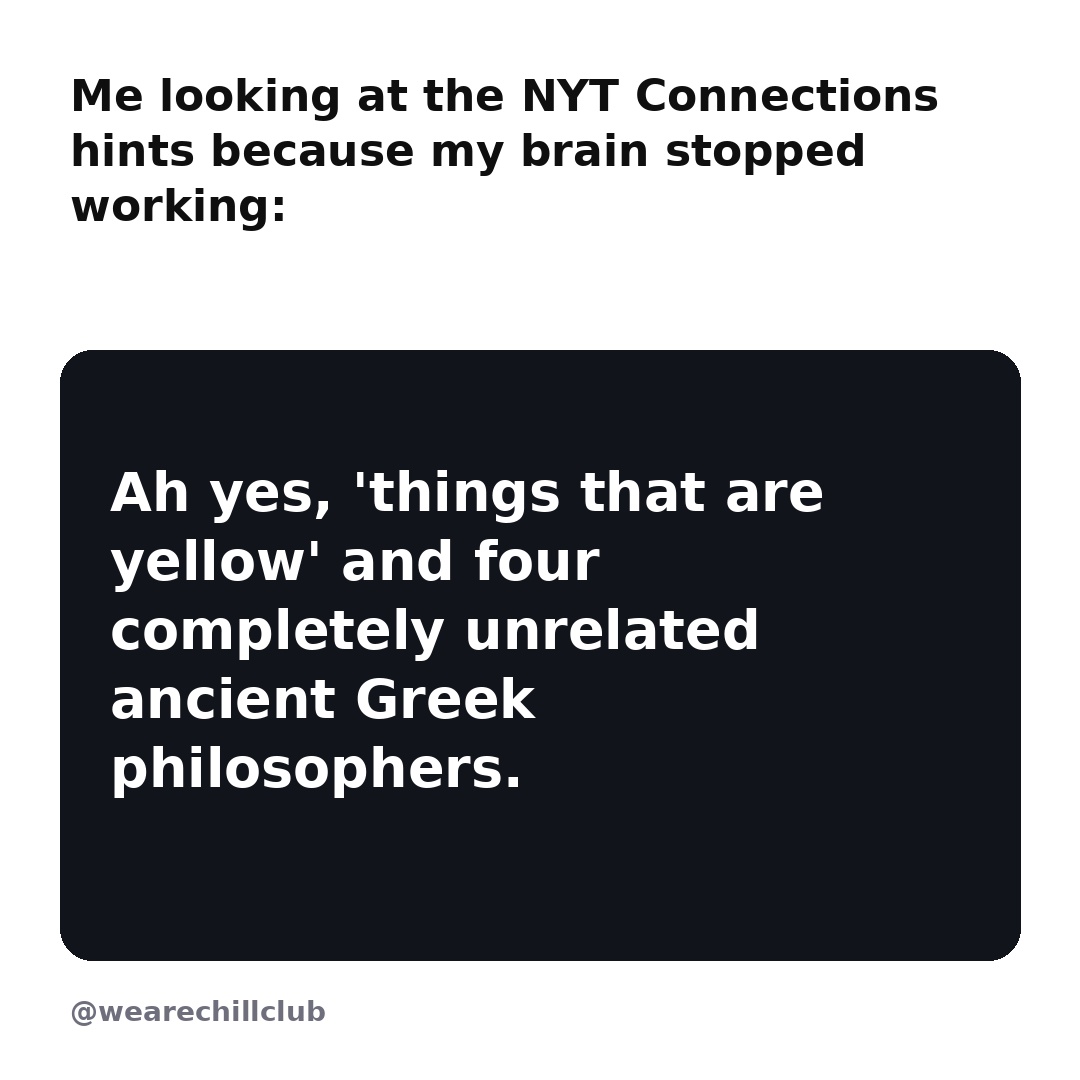 Me looking at the NYT Connections
hints because my brain stopped
working:
Ah yes, 'things that are
yellow' and four
completely unrelated
ancient Greek
philosophers.
@wearechillclub